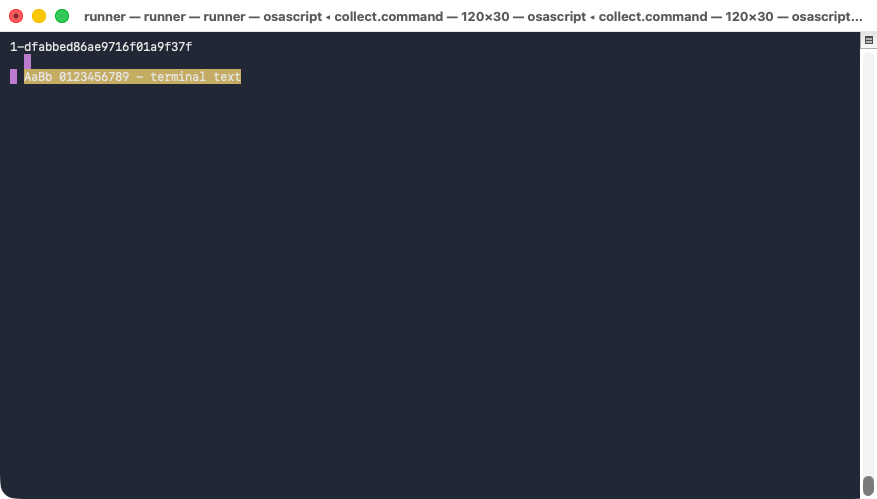 runner — runner — runner — osascript ◂ collect.command — 120×30 — osascript ◂ collect.command — 120×30 — osascript…
1-dfabbed86ae9716f01a9f37f
AaBb 0123456789 - terminal text